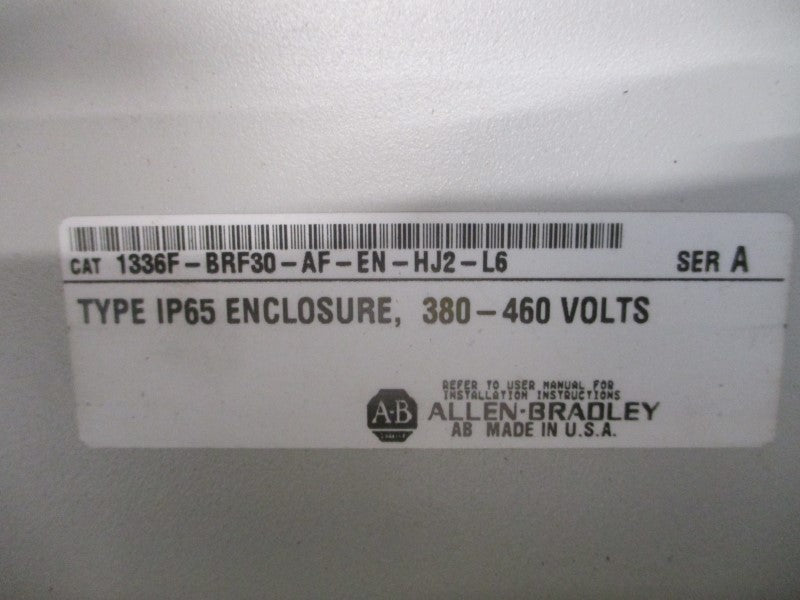 CAT 1336F-BRF30-AF-EN-HJ2-L6 SER A
TYPE IP65 ENCLOSURE, 380-460 VOLTS
REFER TO USER MANUAL FOR
INSTALLATION INSTRUCTIONS
A-B ALLEN-BRADLEY
AB MADE IN U.S.A.